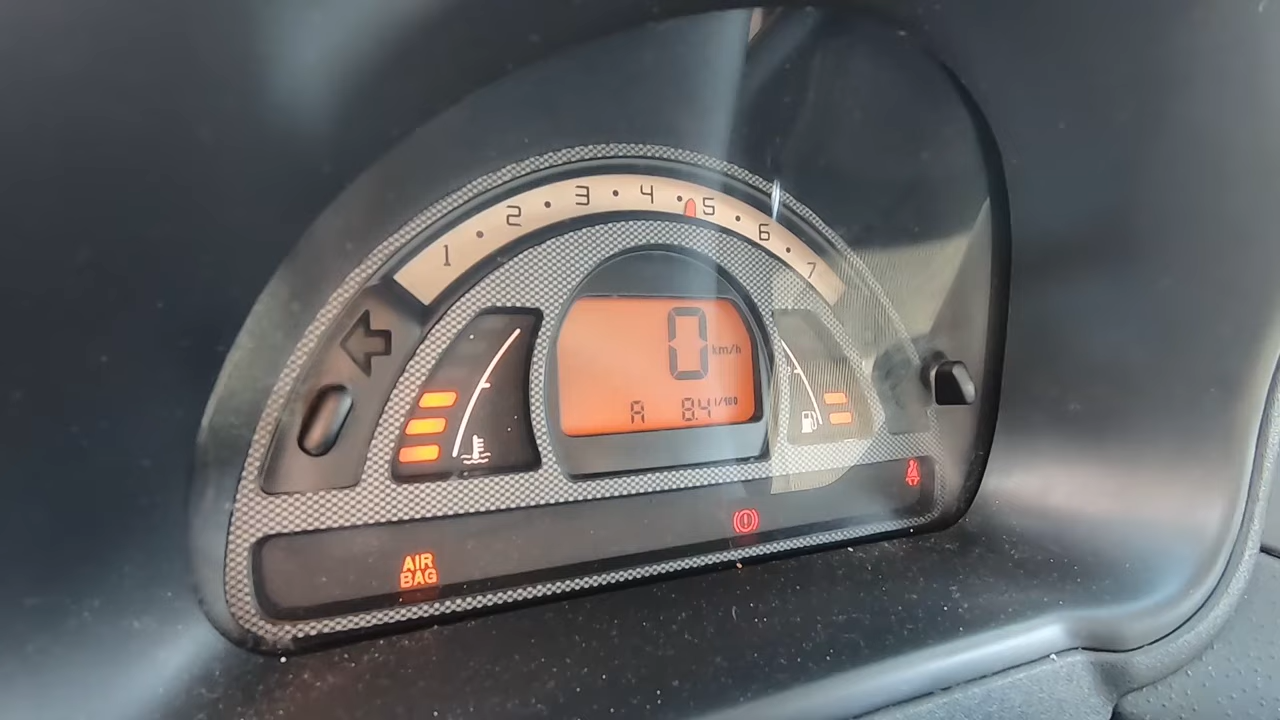 1 • 2 • 3 • 4 • 5 • 6 • 7
0 km/h
A 8.4 l/100
AIR
BAG